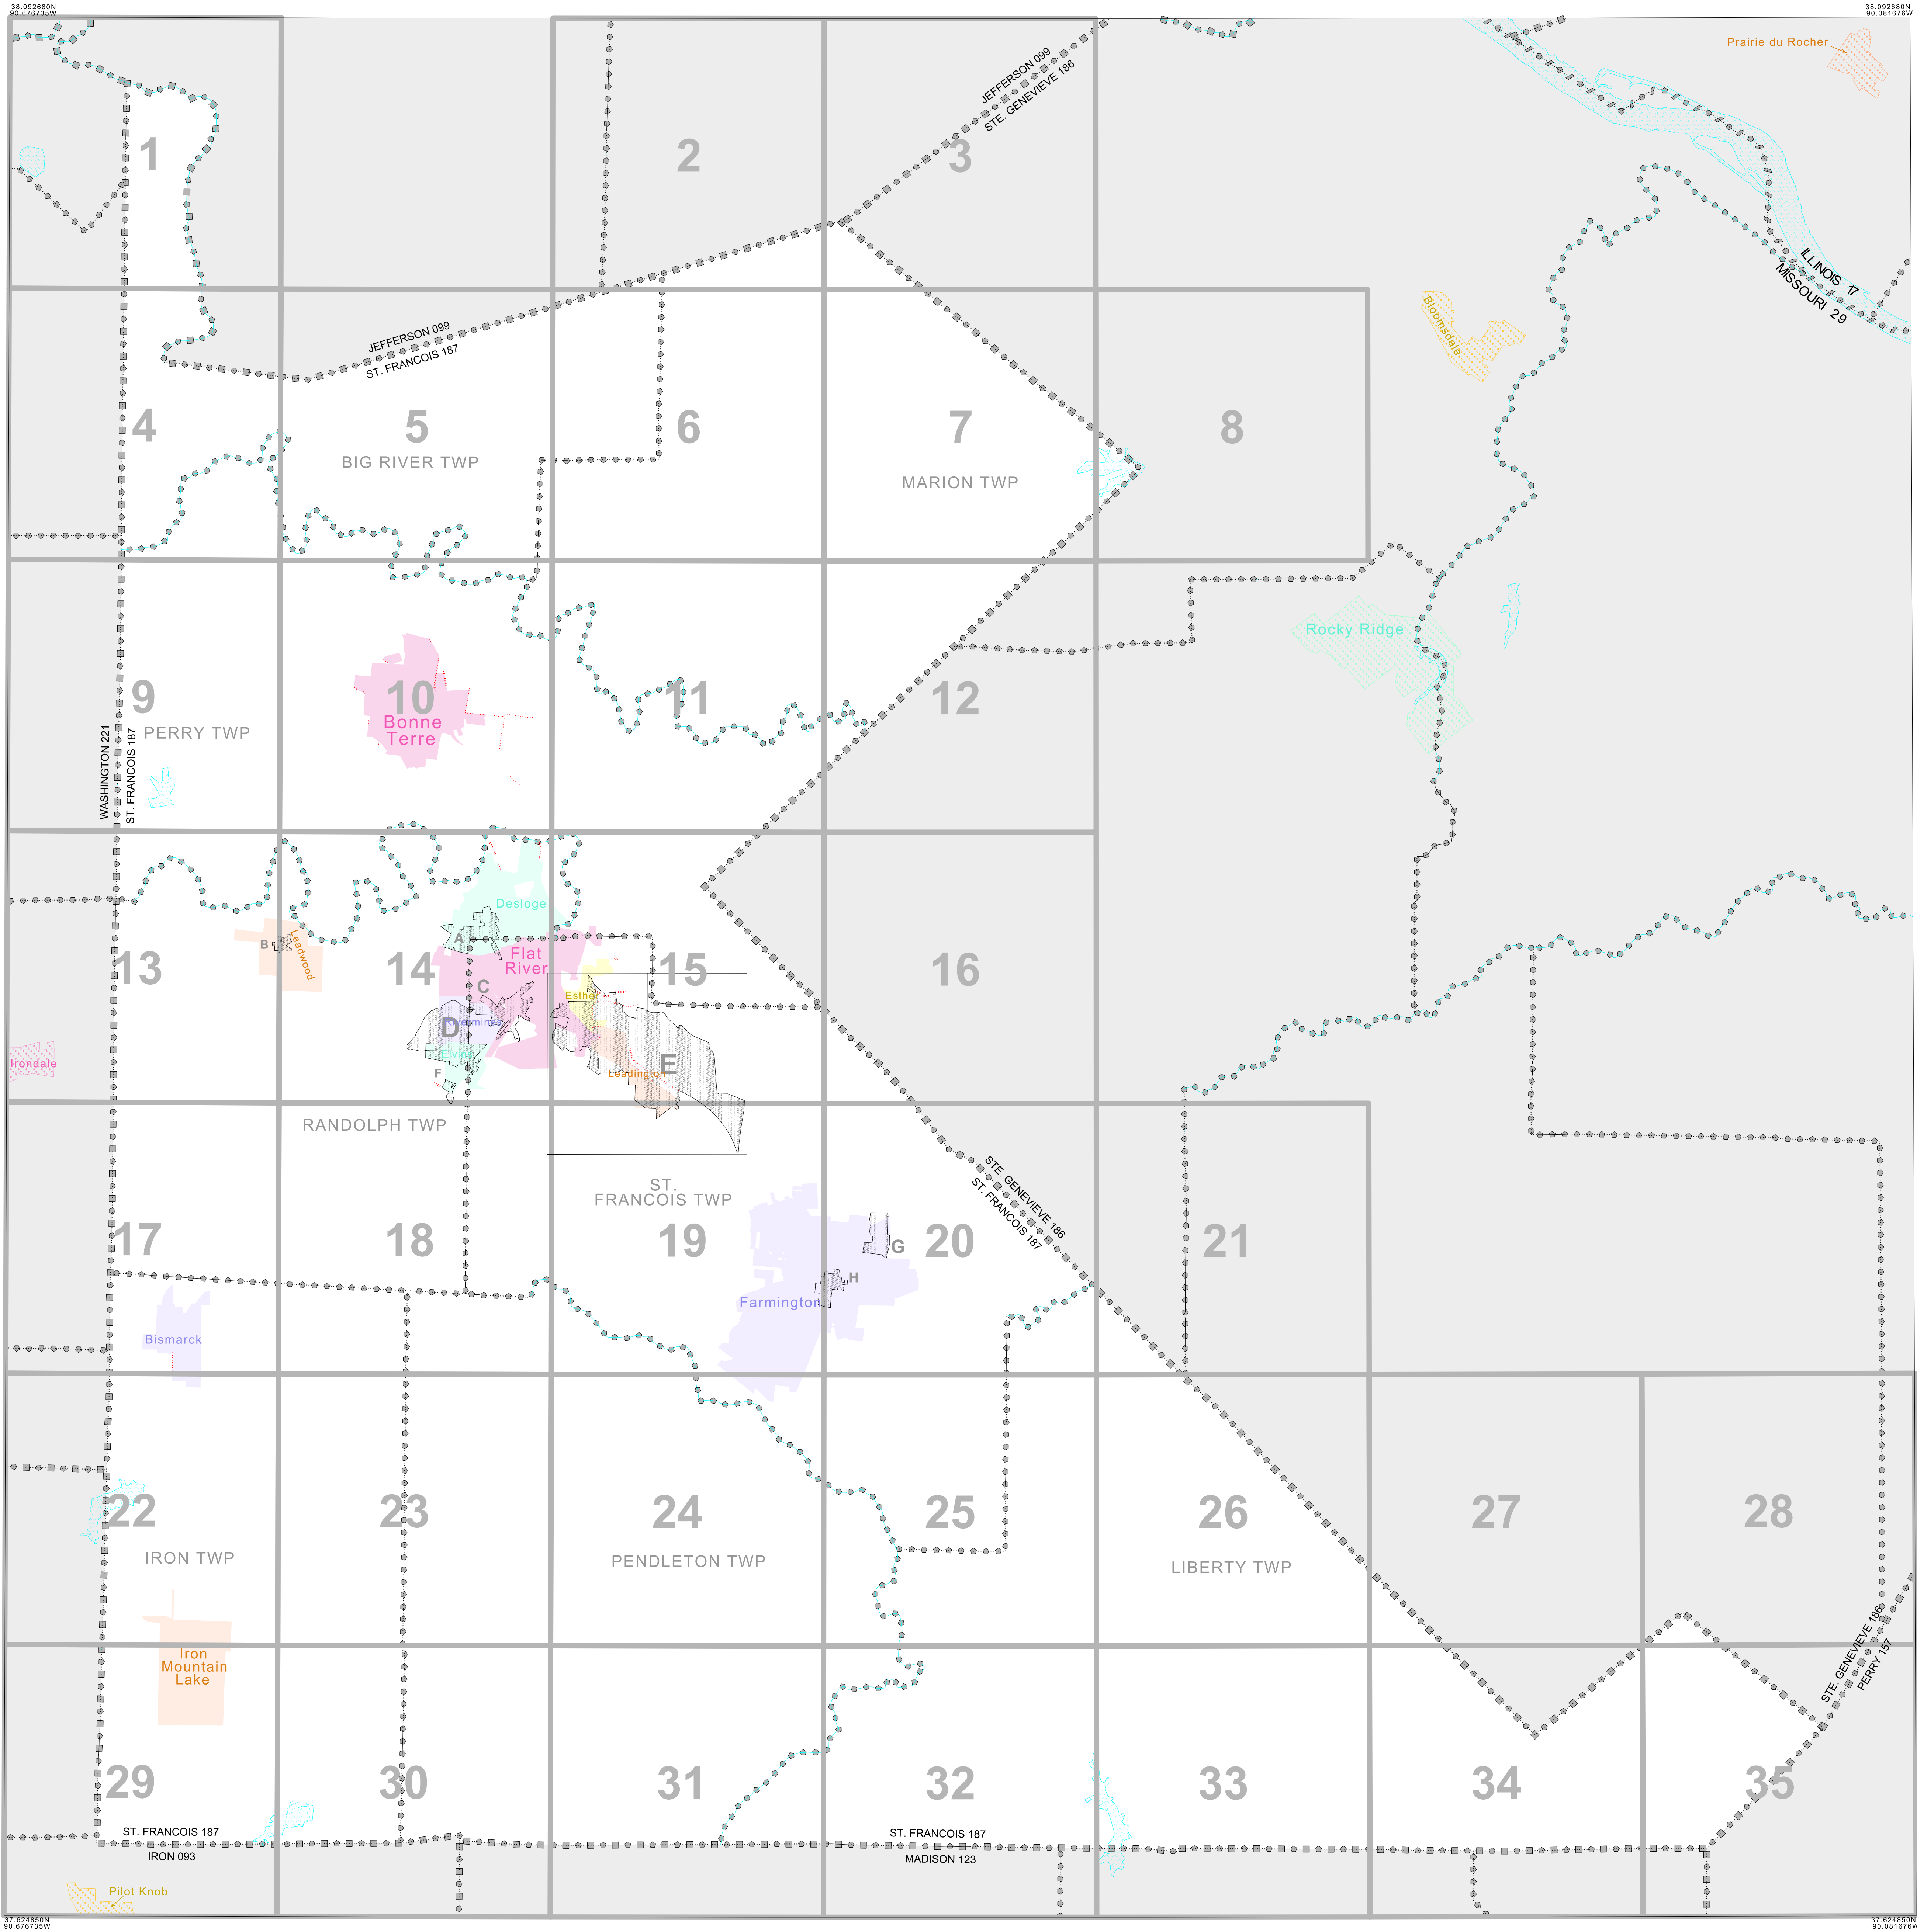 38.092680N
90.676735W
38.092680N
90.081676W
Prairie du Rocher
JEFFERSON 099
STE. GENEVIEVE 186
1
2
3
ILLINOIS 17
MISSOURI 29
Bloomsdale
JEFFERSON 099
ST. FRANCOIS 187
4
5
6
7
8
BIG RIVER TWP
MARION TWP
Rocky Ridge
9
10
11
12
Bonne
Terre
PERRY TWP
WASHINGTON 221
ST. FRANCOIS 187
Desloge
A
B
Leadwood
Flat
River
13
14
15
16
C
Esther
D
Rivermines
Elvins
F
1
E
Irondale
Leadington
RANDOLPH TWP
ST.
FRANCOIS TWP
STE. GENEVIEVE 186
ST. FRANCOIS 187
17
18
19
20
21
G
H
Farmington
Bismarck
22
23
24
25
26
27
28
IRON TWP
PENDLETON TWP
LIBERTY TWP
Iron
Mountain
Lake
STE. GENEVIEVE 186
PERRY 157
29
30
31
32
33
34
35
ST. FRANCOIS 187
IRON 093
ST. FRANCOIS 187
MADISON 123
Pilot Knob
37.624850N
90.676735W
37.624850N
90.081676W